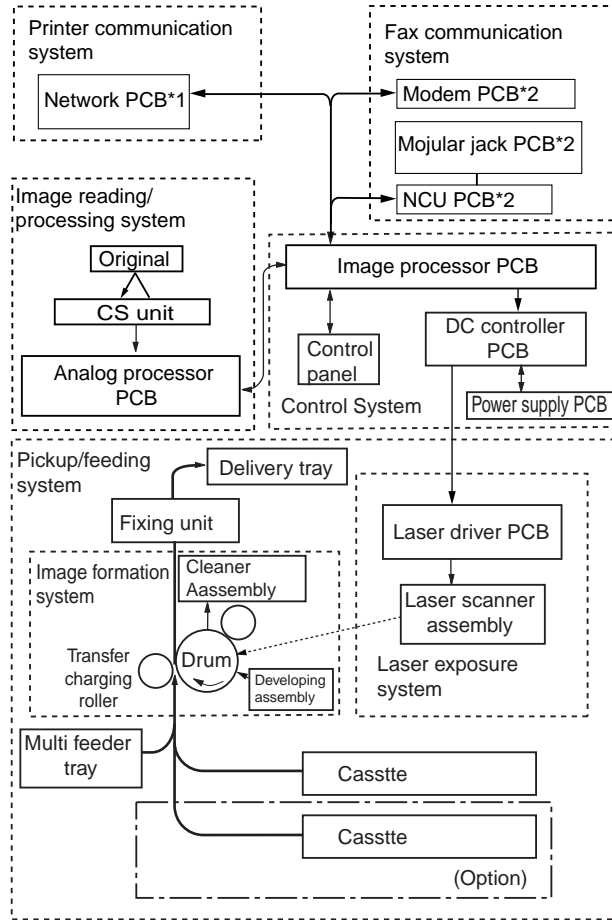 Printer communication
system
Network PCB*1
Fax communication
system
Modem PCB*2
Mojular jack PCB*2
NCU PCB*2
Image reading/
processing system
Original
CS unit
Analog processor
PCB
Image processor PCB
Control
panel
DC controller
PCB
Power supply PCB
Control System
Pickup/feeding
system
Delivery tray
Fixing unit
Image formation
system
Cleaner
Aassembly
Drum
Transfer
charging
roller
Developing
assembly
Laser driver PCB
Laser scanner
assembly
Laser exposure
system
Multi feeder
tray
Casstte
Casstte
(Option)